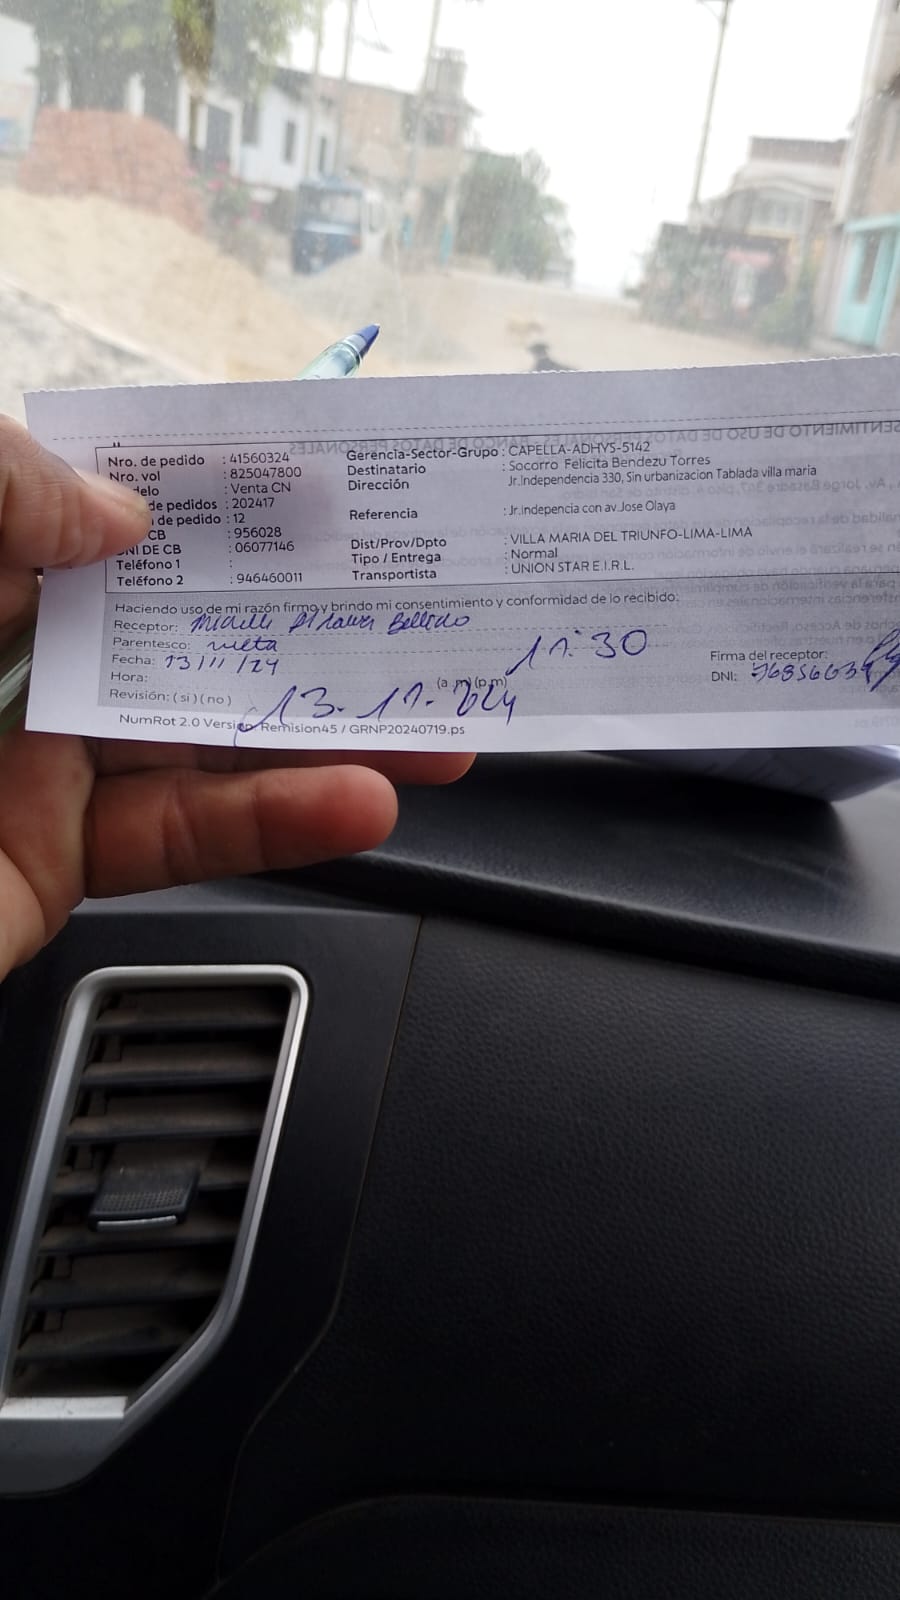 Nro. de pedido : 41560324
Nro. vol : 825047800
delo : Venta CN
de pedidos : 202417
de pedido : 12
CB : 956028
DNI DE CB : 06077146
Teléfono 1 :
Teléfono 2 : 946460011
Gerencia-Sector-Grupo : CAPELLA-ADHYS-5142
Destinatario : Socorro Felicita Bendezu Torres
Dirección : Jr.Independencia 330, Sin urbanizacion Tablada villa maria
Referencia : Jr.Indepencia con av Jose Olaya
Dist/Prov/Dpto : VILLA MARIA DEL TRIUNFO-LIMA-LIMA
Tipo / Entrega : Normal
Transportista : UNION STAR E.I.R.L.
Haciendo uso de mi razón firmo y brindo mi consentimiento y conformidad de lo recibido:
Receptor:
Parentesco: nieta
Fecha: 13/11/24
11:30
Hora: (a.m) (p.m)
13-11-2024
Revisión: ( si ) ( no )
Firma del receptor:
DNI:
NumRot 2.0 Version Remision45 / GRNP20240719.ps